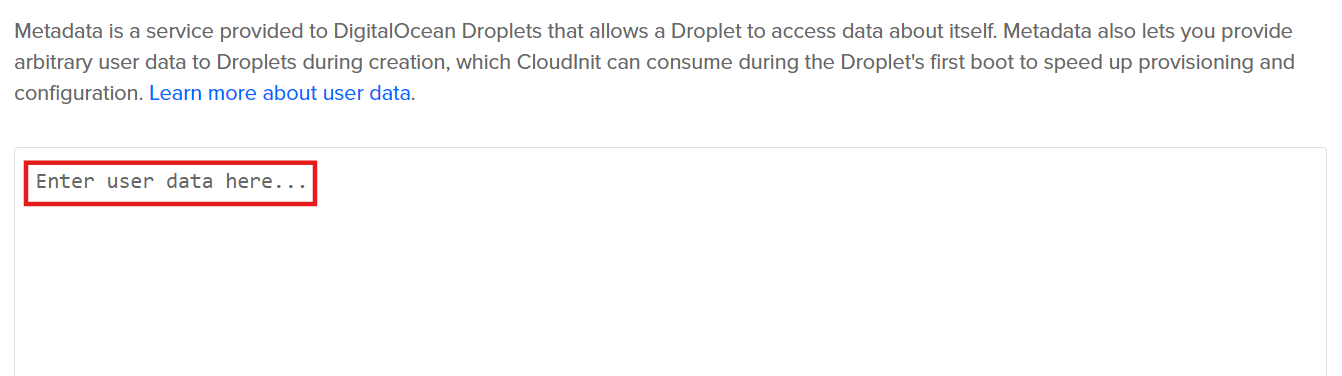 Metadata is a service provided to DigitalOcean Droplets that allows a Droplet to access data about itself. Metadata also lets you provide
arbitrary user data to Droplets during creation, which CloudInit can consume during the Droplet's first boot to speed up provisioning and
configuration. Learn more about user data.
Enter user data here...